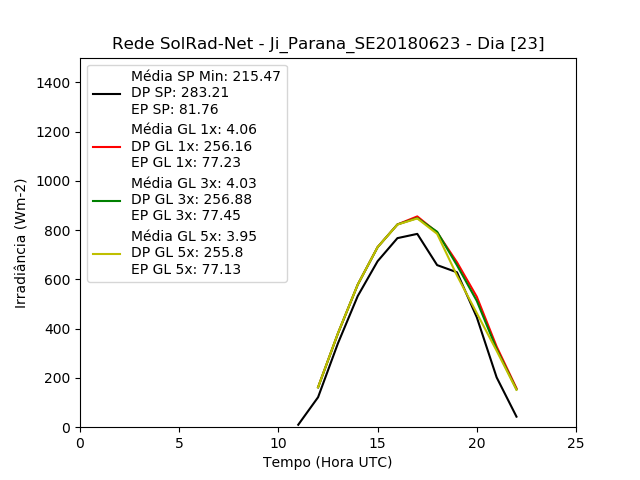 Rede SolRad-Net - Ji_Parana_SE20180623 - Dia [23]
Média SP Min: 215.47
DP SP: 283.21
EP SP: 81.76
Média GL 1x: 4.06
DP GL 1x: 256.16
EP GL 1x: 77.23
Média GL 3x: 4.03
DP GL 3x: 256.88
EP GL 3x: 77.45
Média GL 5x: 3.95
DP GL 5x: 255.8
EP GL 5x: 77.13
Irradiância (Wm-2)
1400
1200
1000
800
600
400
200
0
0 5 10 15 20 25
Tempo (Hora UTC)